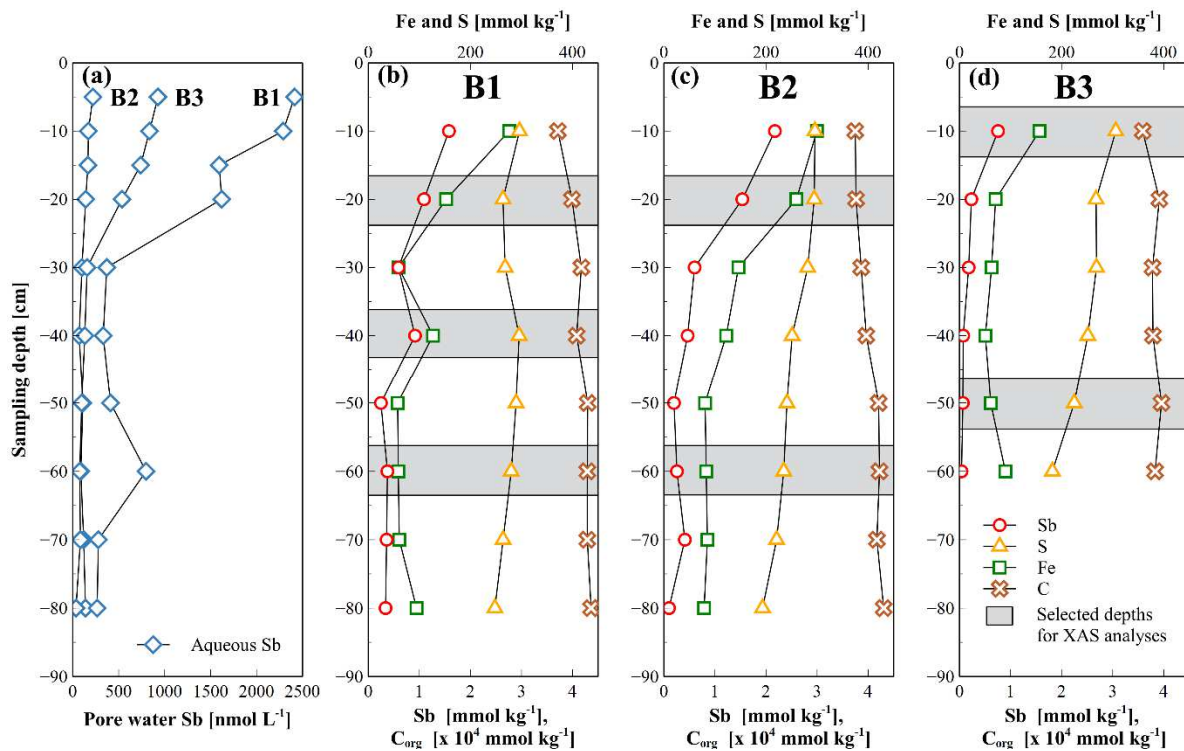 Fe and S [mmol kg⁻¹]
Fe and S [mmol kg⁻¹]
Fe and S [mmol kg⁻¹]
0 200 400
0 200 400
0 200 400
(a) B2 B3 B1
(b) B1
(c) B2
(d) B3
0
−10
−20
−30
−40
−50
−60
−70
−80
−90
Sampling depth [cm]
Aqueous Sb
Sb
S
Fe
C
Selected depths
for XAS analyses
0 500 1000 1500 2000 2500
0 1 2 3 4
0 1 2 3 4
0 1 2 3 4
Pore water Sb [nmol L⁻¹]
Sb [mmol kg⁻¹],
C_org [x 10⁴ mmol kg⁻¹]
Sb [mmol kg⁻¹],
C_org [x 10⁴ mmol kg⁻¹]
Sb [mmol kg⁻¹],
C_org [x 10⁴ mmol kg⁻¹]